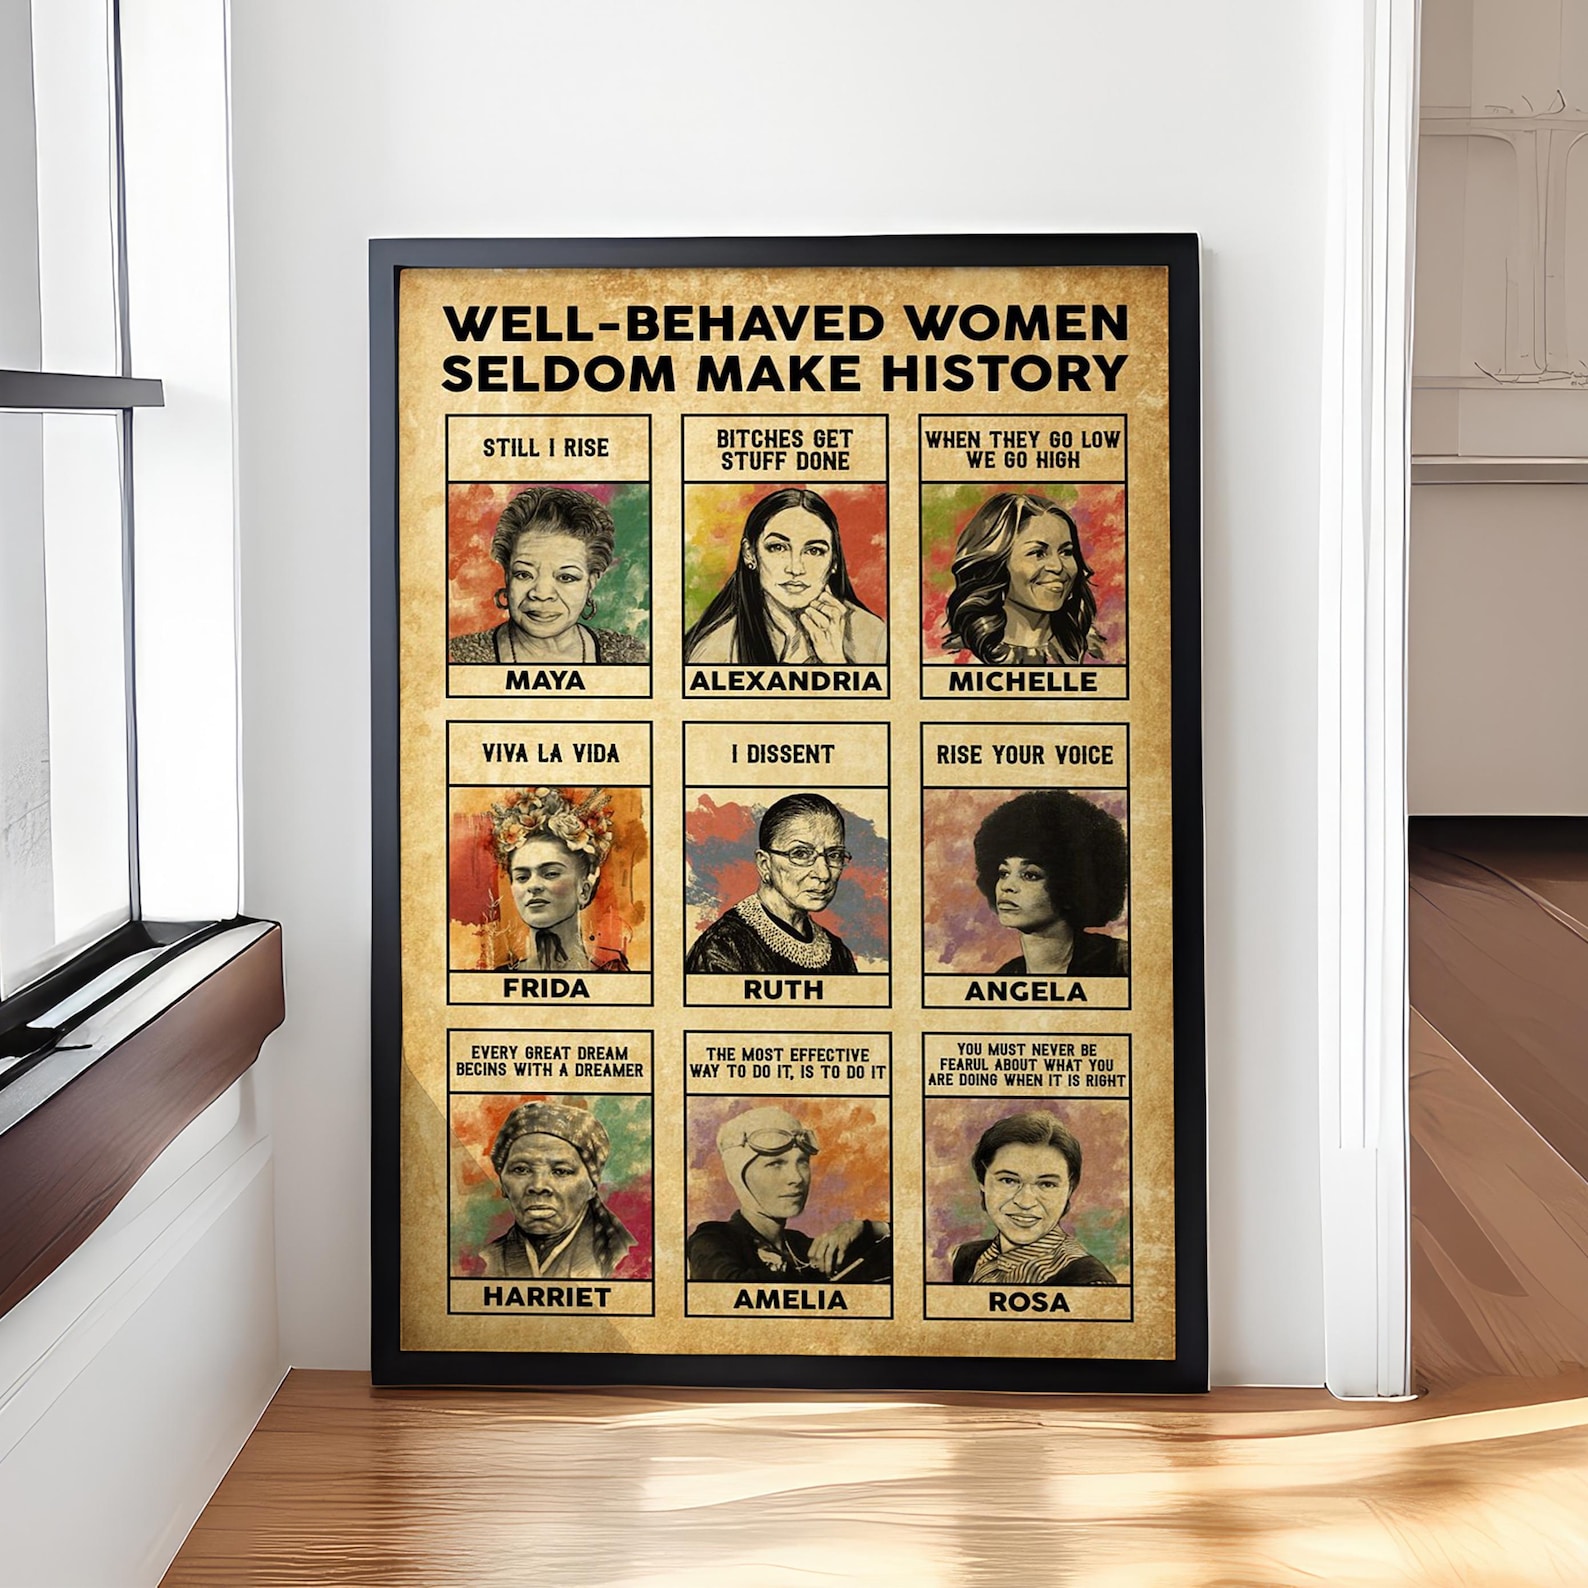 WELL-BEHAVED WOMEN
SELDOM MAKE HISTORY
STILL I RISE
MAYA
BITCHES GET
STUFF DONE
ALEXANDRIA
WHEN THEY GO LOW
WE GO HIGH
MICHELLE
VIVA LA VIDA
FRIDA
I DISSENT
RUTH
RISE YOUR VOICE
ANGELA
EVERY GREAT DREAM
BEGINS WITH A DREAMER
HARRIET
THE MOST EFFECTIVE
WAY TO DO IT, IS TO DO IT
AMELIA
YOU MUST NEVER BE
FEARUL ABOUT WHAT YOU
ARE DOING WHEN IT IS RIGHT
ROSA